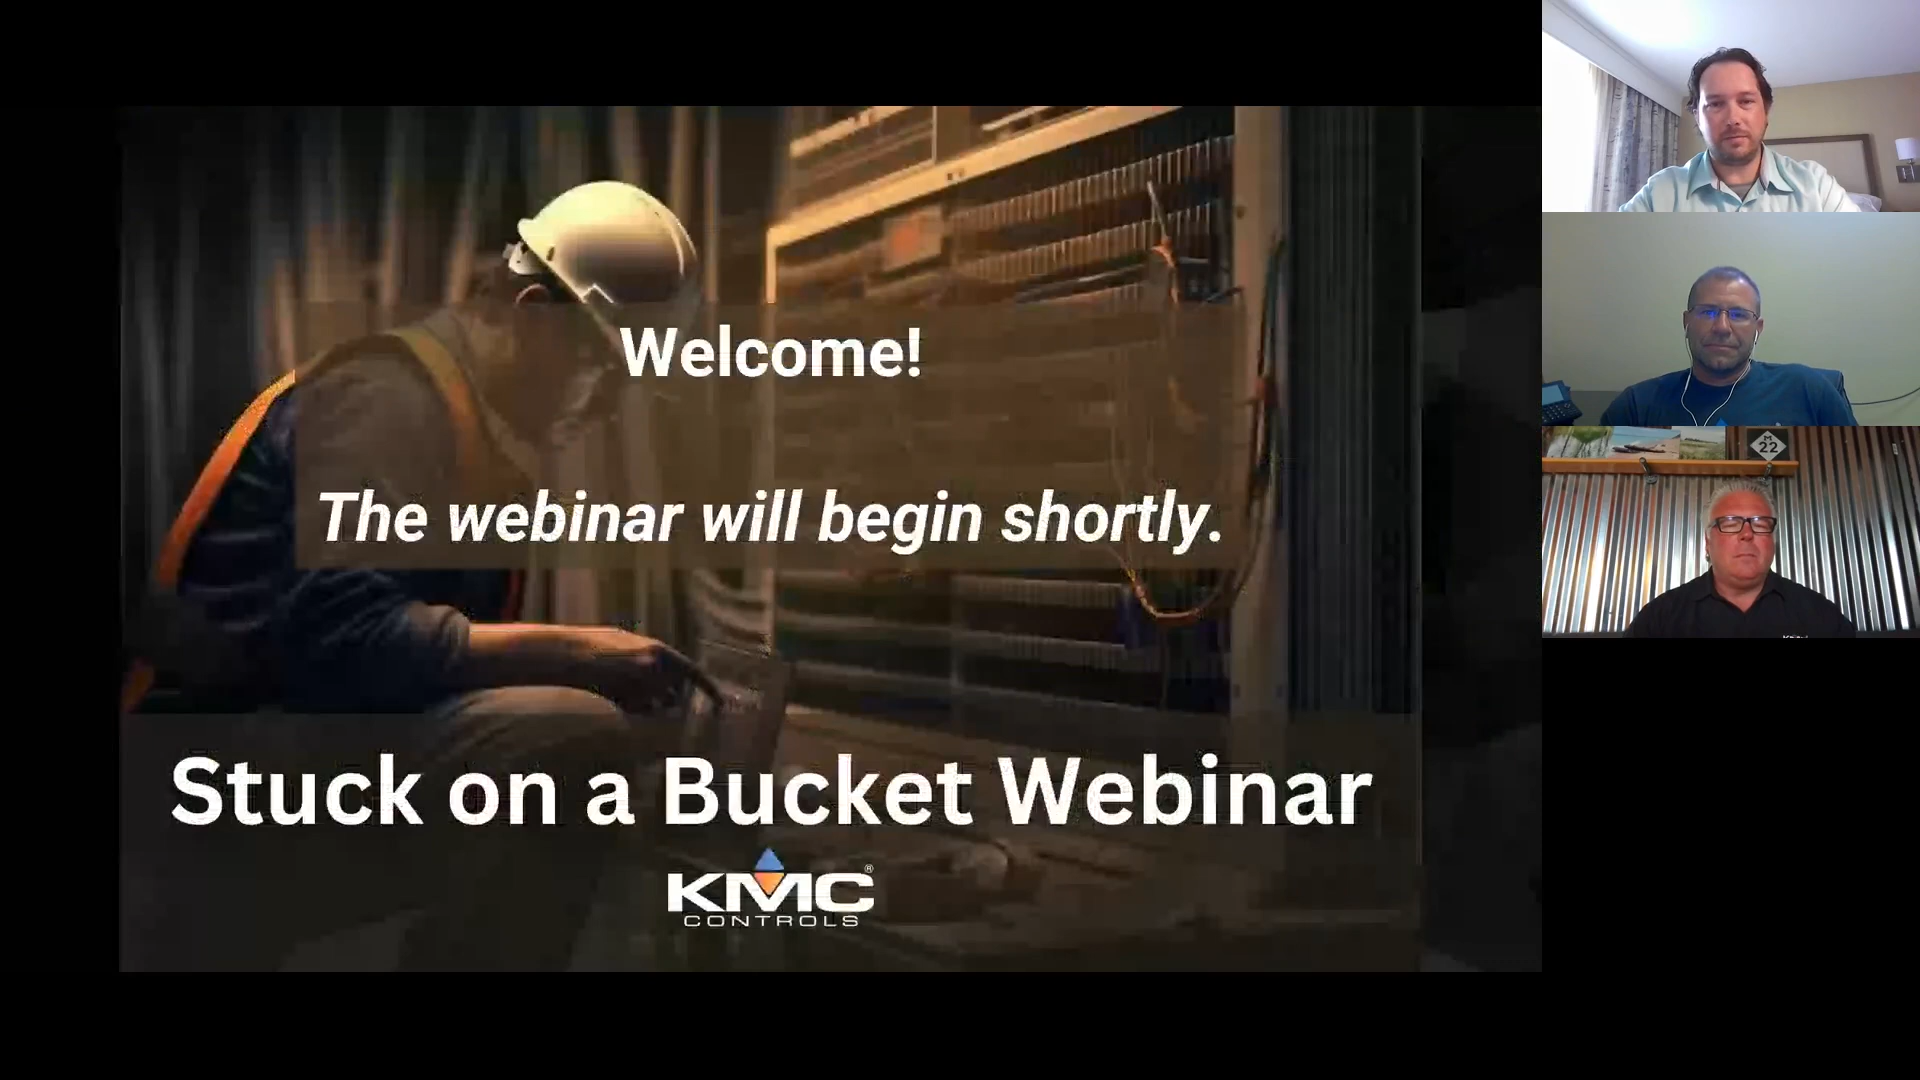 Welcome!
The webinar will begin shortly.
Stuck on a Bucket Webinar
KMC®
CONTROLS
M
22